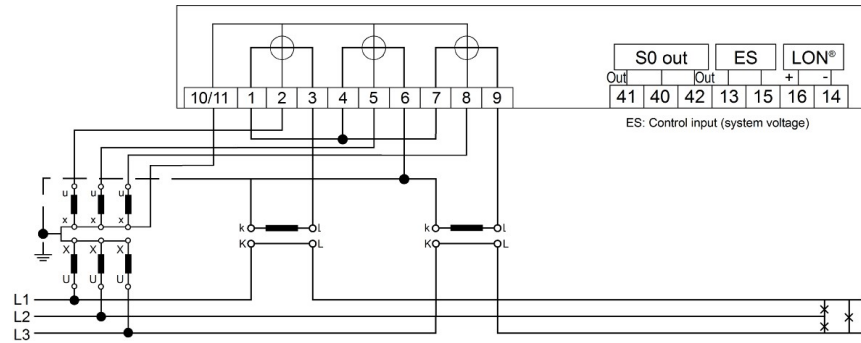 S0 out ES LON®
Out Out + -
10/11 1 2 3 4 5 6 7 8 9 41 40 42 13 15 16 14
ES: Control input (system voltage)
u u u
x x x k l k l
X X X K L K L
U U U
L1
L2
L3